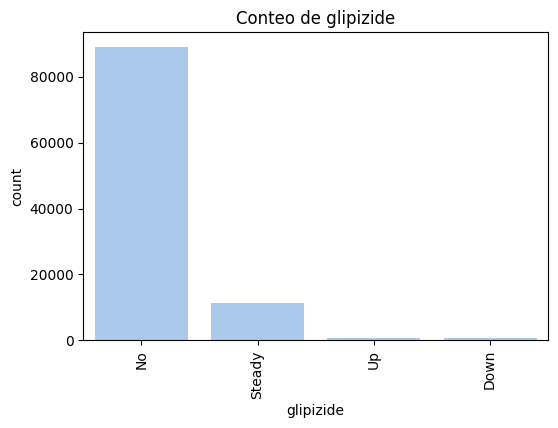 Conteo de glipizide
count
80000
60000
40000
20000
0
No
Steady
Up
Down
glipizide